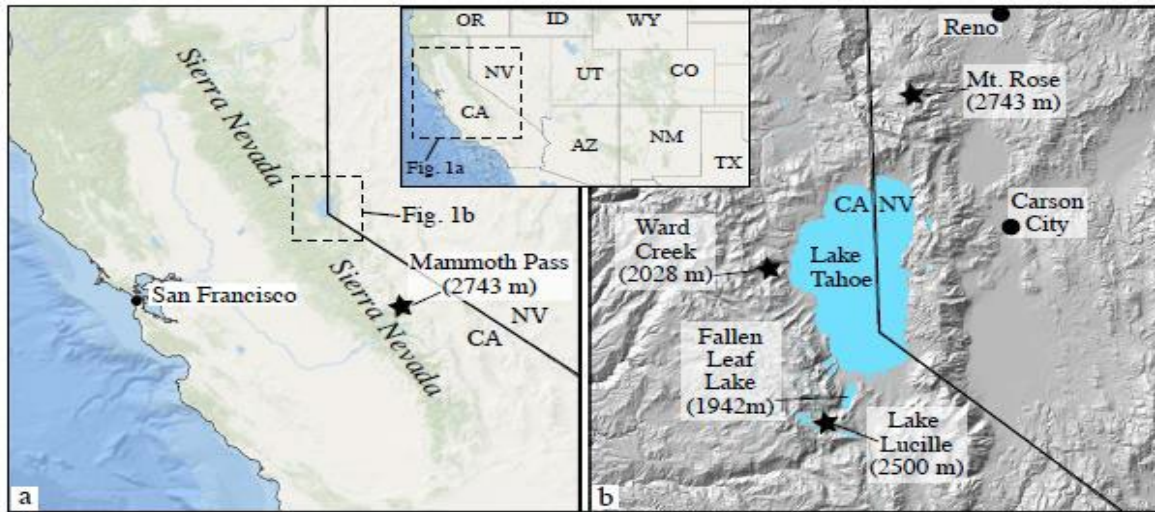 OR
ID
WY
NV
UT
CO
CA
AZ
NM
TX
Fig. 1a
Sierra Nevada
Fig. 1b
Mammoth Pass
(2743 m)
San Francisco
Sierra Nevada
NV
CA
a
Reno
Mt. Rose
(2743 m)
CA NV
Carson
City
Ward
Creek
(2028 m)
Lake
Tahoe
Fallen
Leaf
Lake
(1942m)
Lake
Lucille
(2500 m)
b